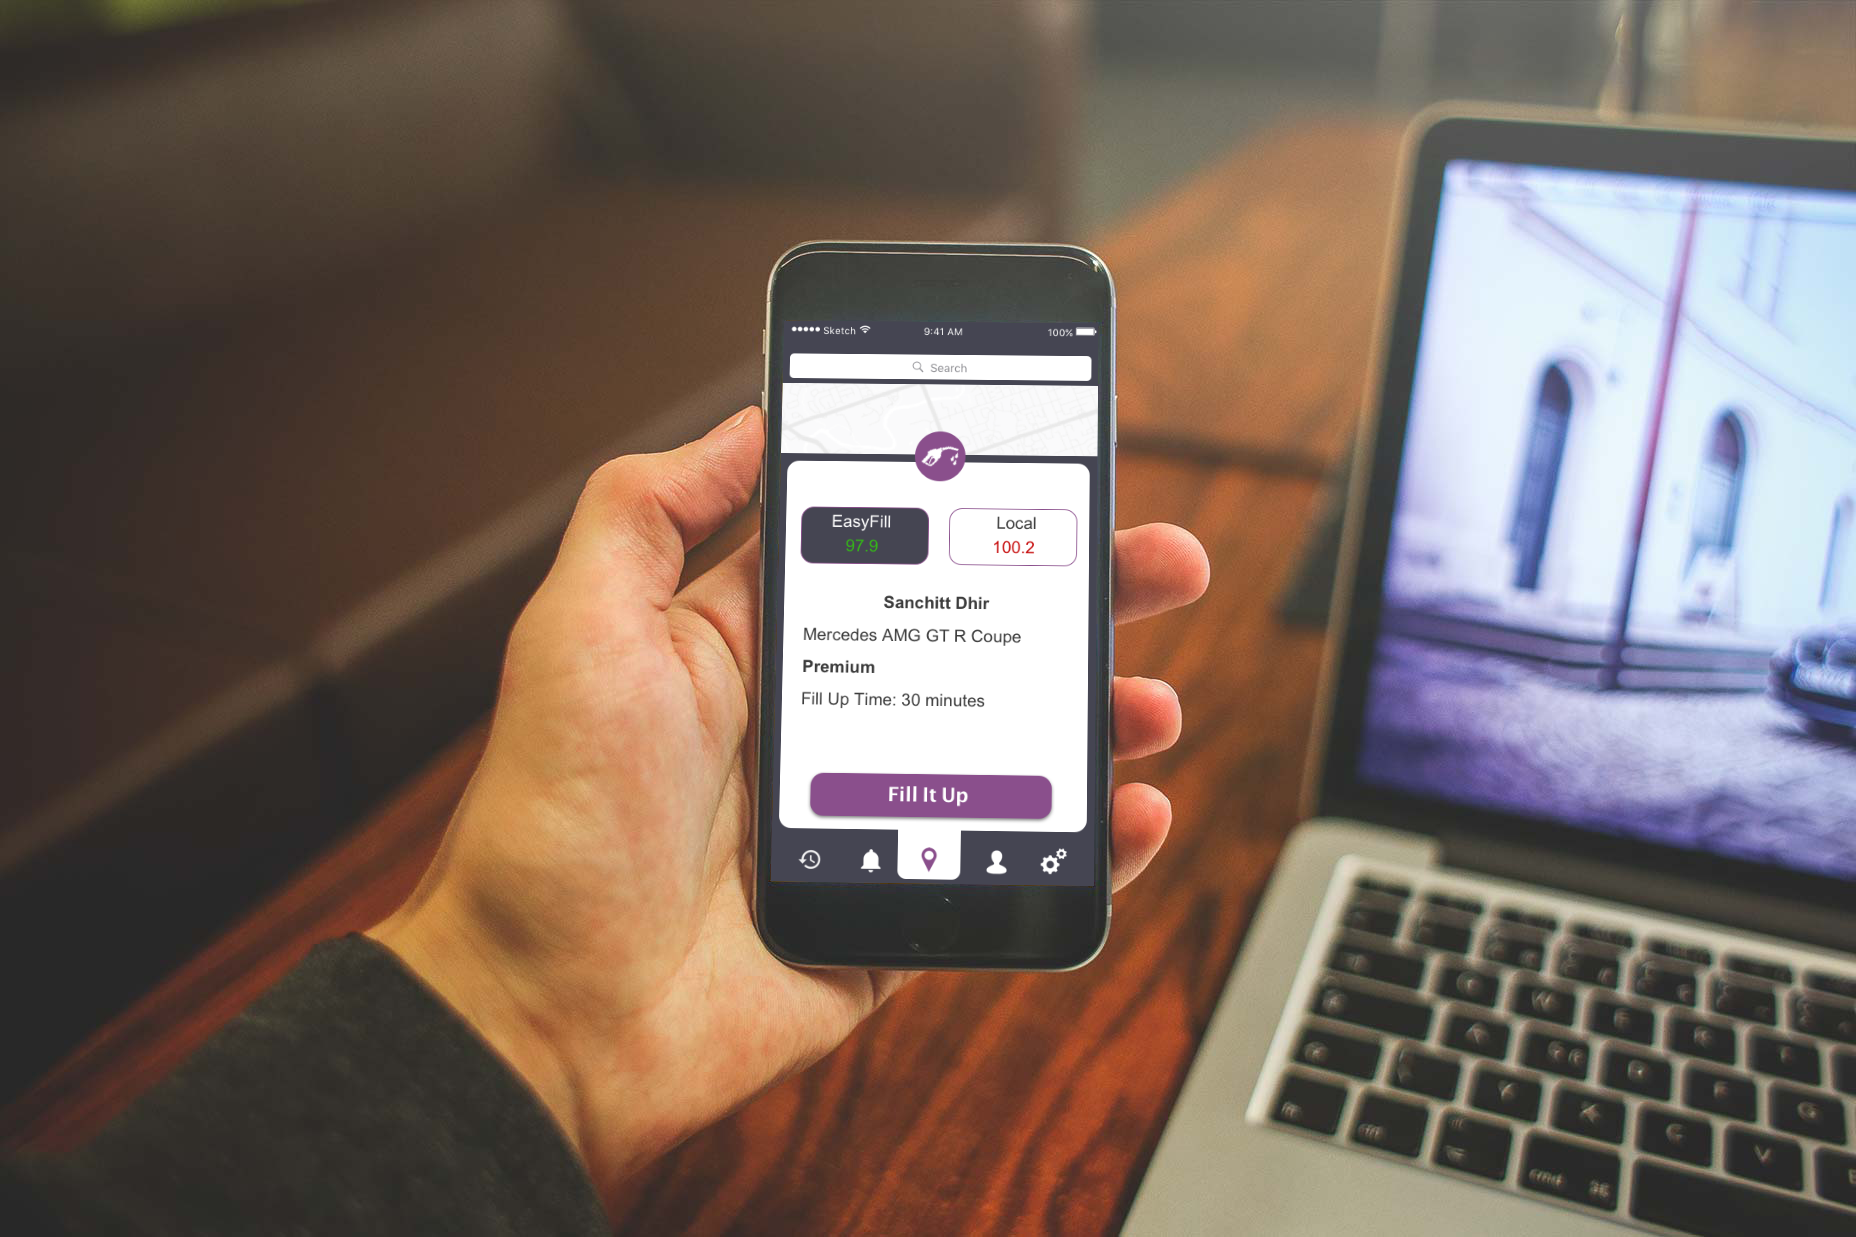 Sketch 9:41 AM 100%
Search
EasyFill Local
97.9 100.2
Sanchitt Dhir
Mercedes AMG GT R Coupe
Premium
Fill Up Time: 30 minutes
Fill It Up
cmd